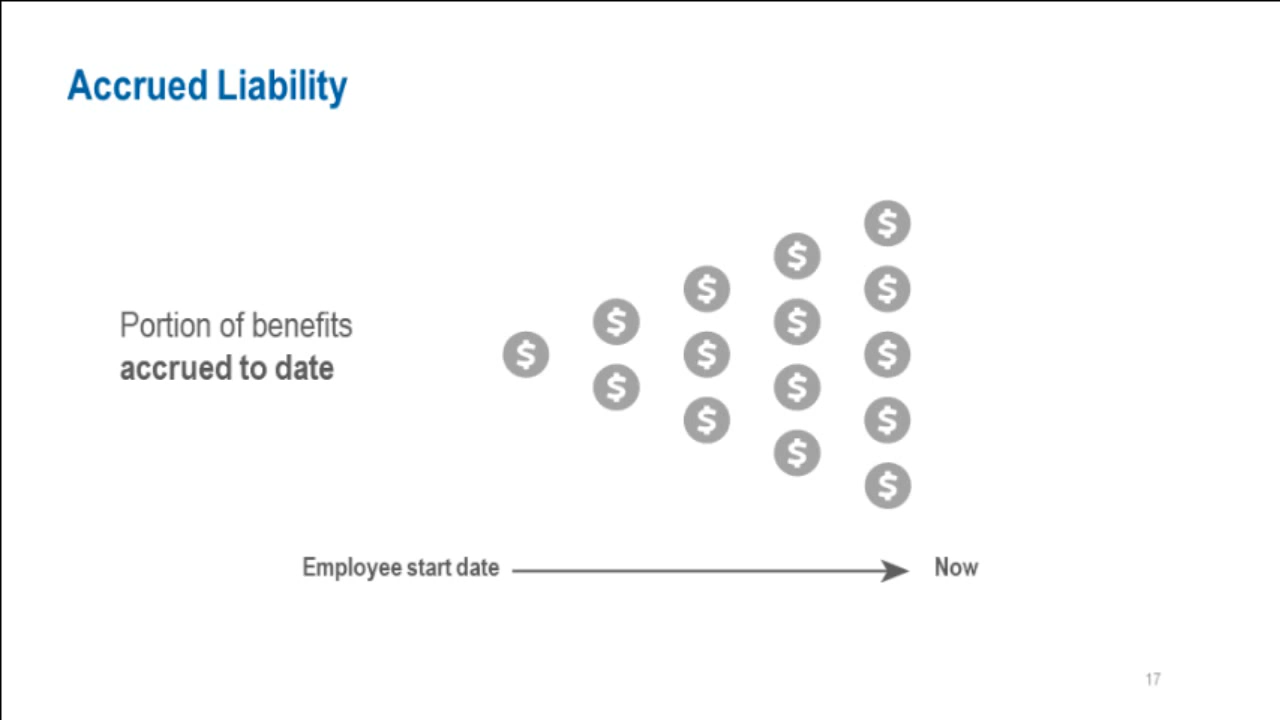 Accrued Liability
Portion of benefits
accrued to date
$
$ $
$ $ $
$ $ $ $
$ $ $ $ $
Employee start date
Now
17